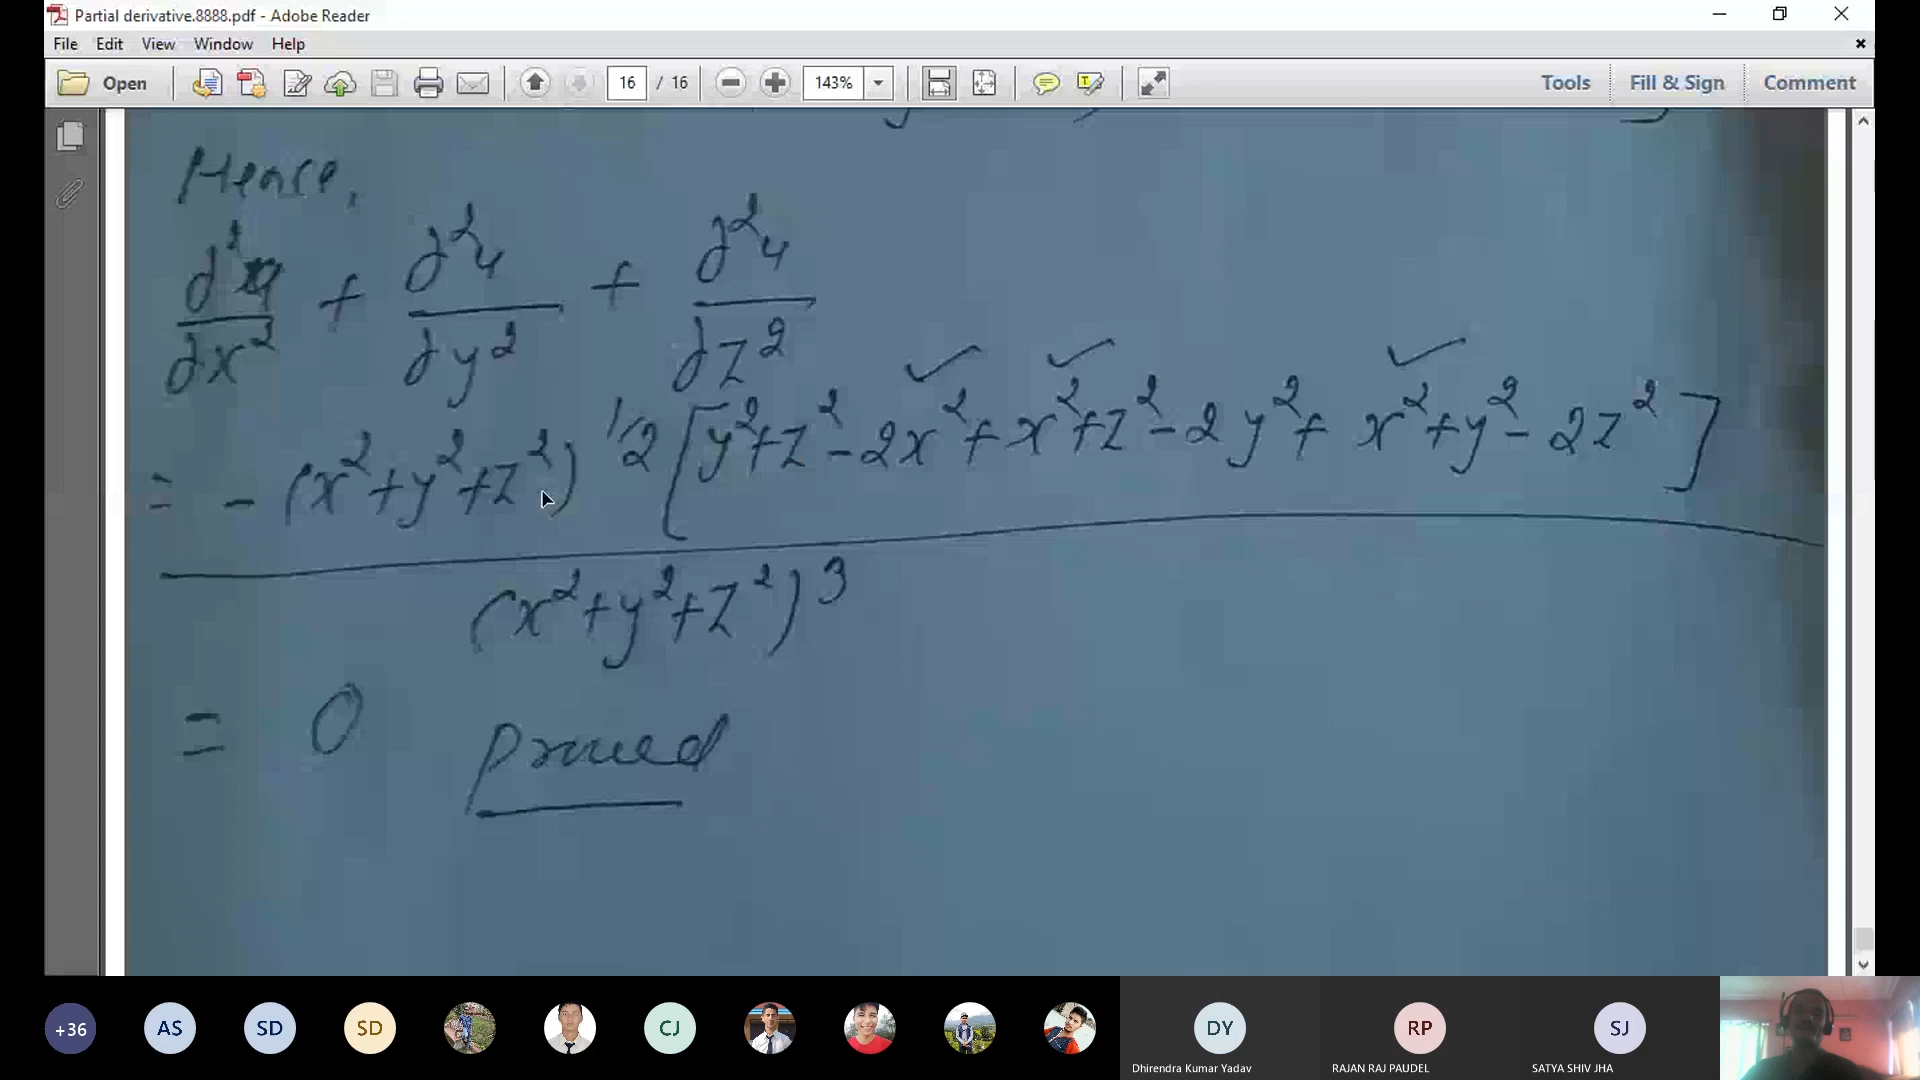 Partial derivative.8888.pdf - Adobe Reader
File Edit View Window Help
Open 16 / 16 143% Tools Fill & Sign Comment
Hence,
∂²u/∂x² + ∂²u/∂y² + ∂²u/∂z²
= - (x²+y²+z²)^1/2 [y²+z²-2x²+x²+z²-2y²+x²+y²-2z²]
(x²+y²+z²)³
= 0 Proved
+36 AS SD SD CJ DY RP SJ
Dhirendra Kumar Yadav RAJAN RAJ PAUDEL SATYA SHIV JHA